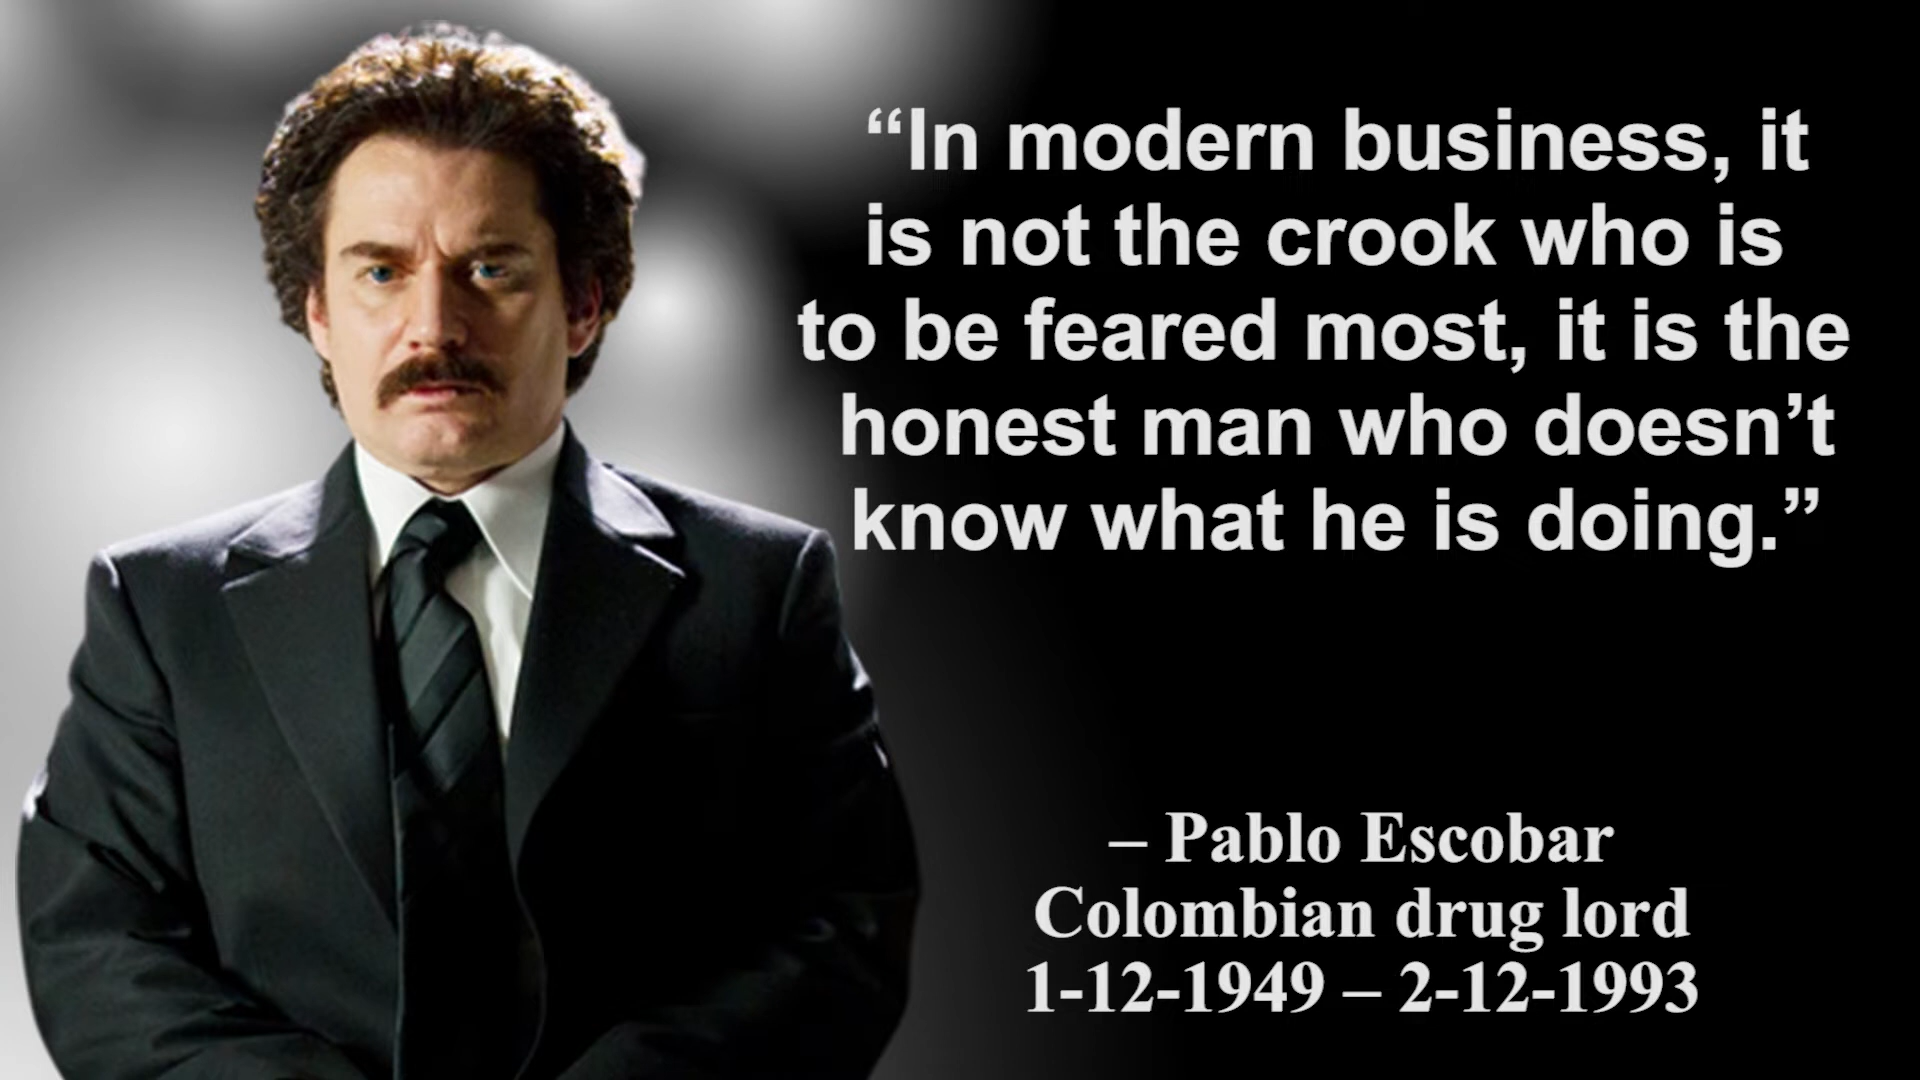 “In modern business, it
is not the crook who is
to be feared most, it is the
honest man who doesn’t
know what he is doing.”
– Pablo Escobar
Colombian drug lord
1-12-1949 – 2-12-1993